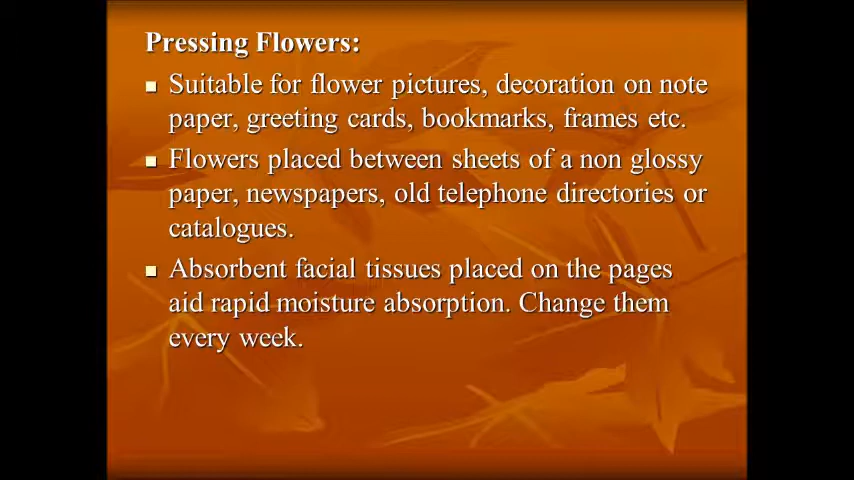 Pressing Flowers:
Suitable for flower pictures, decoration on note
paper, greeting cards, bookmarks, frames etc.
Flowers placed between sheets of a non glossy
paper, newspapers, old telephone directories or
catalogues.
Absorbent facial tissues placed on the pages
aid rapid moisture absorption. Change them
every week.